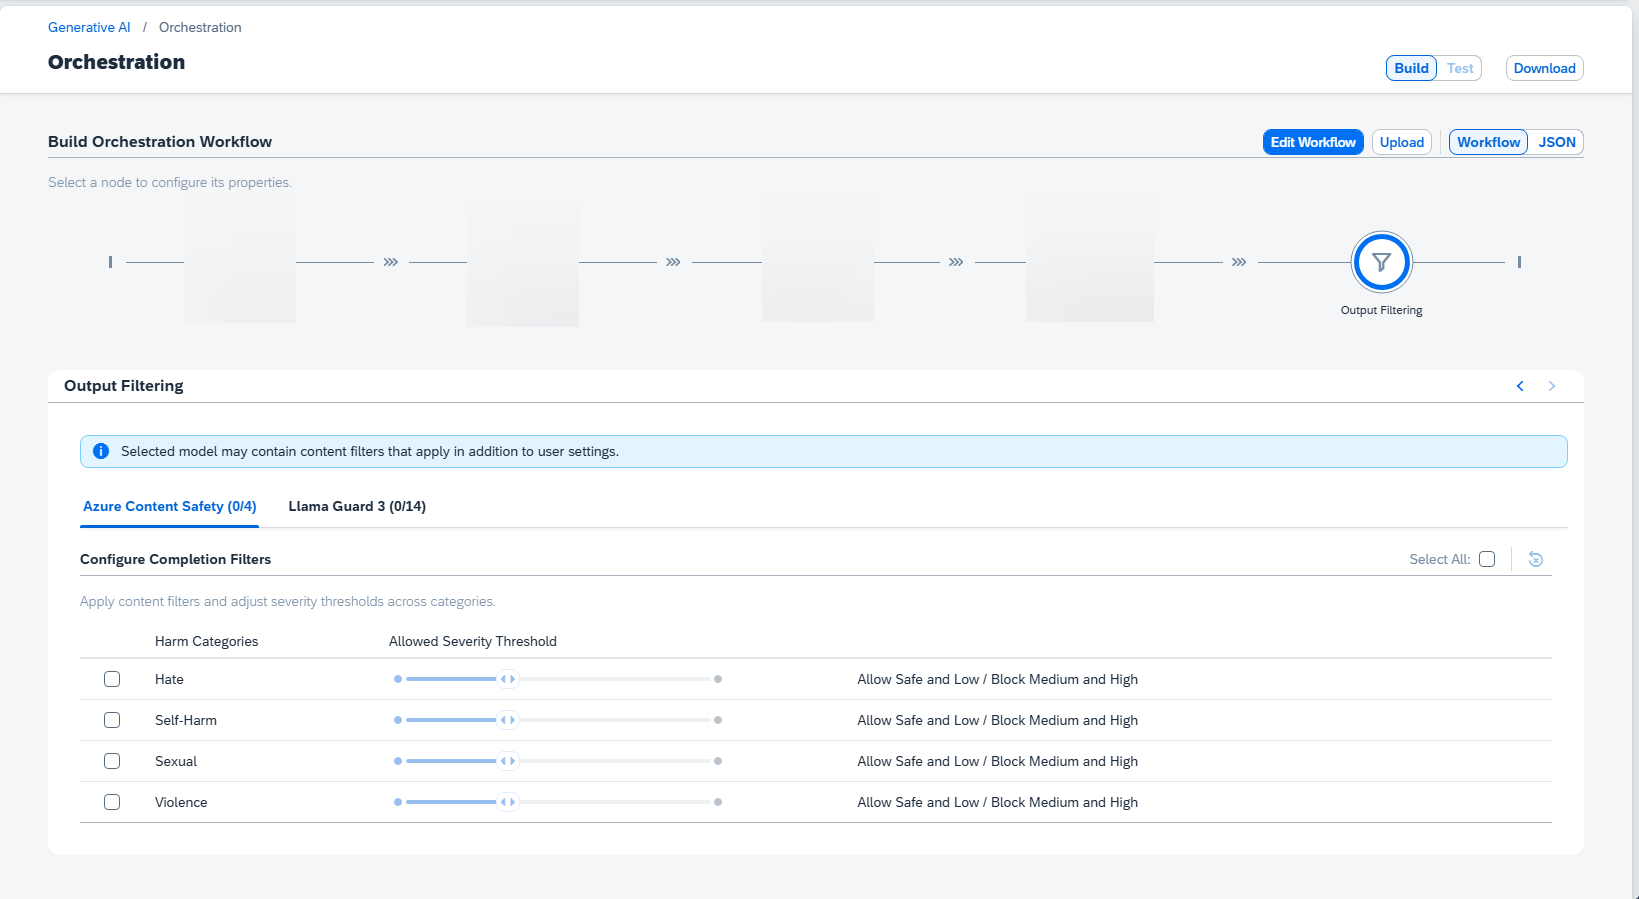 Generative AI / Orchestration
Orchestration
Build Test Download
Build Orchestration Workflow
Edit Workflow Upload Workflow JSON
Select a node to configure its properties.
Output Filtering
Output Filtering
Selected model may contain content filters that apply in addition to user settings.
Azure Content Safety (0/4) Llama Guard 3 (0/14)
Configure Completion Filters Select All:
Apply content filters and adjust severity thresholds across categories.
Harm Categories Allowed Severity Threshold
Hate Allow Safe and Low / Block Medium and High
Self-Harm Allow Safe and Low / Block Medium and High
Sexual Allow Safe and Low / Block Medium and High
Violence Allow Safe and Low / Block Medium and High